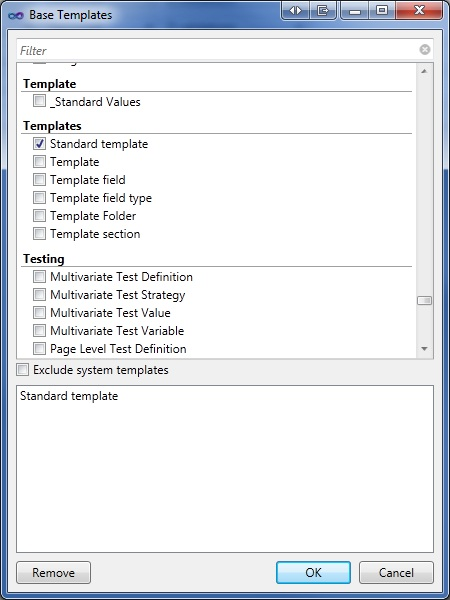 Base Templates
Filter
Template
_Standard Values
Templates
Standard template
Template
Template field
Template field type
Template Folder
Template section
Testing
Multivariate Test Definition
Multivariate Test Strategy
Multivariate Test Value
Multivariate Test Variable
Page Level Test Definition
Exclude system templates
Standard template
Remove
OK
Cancel